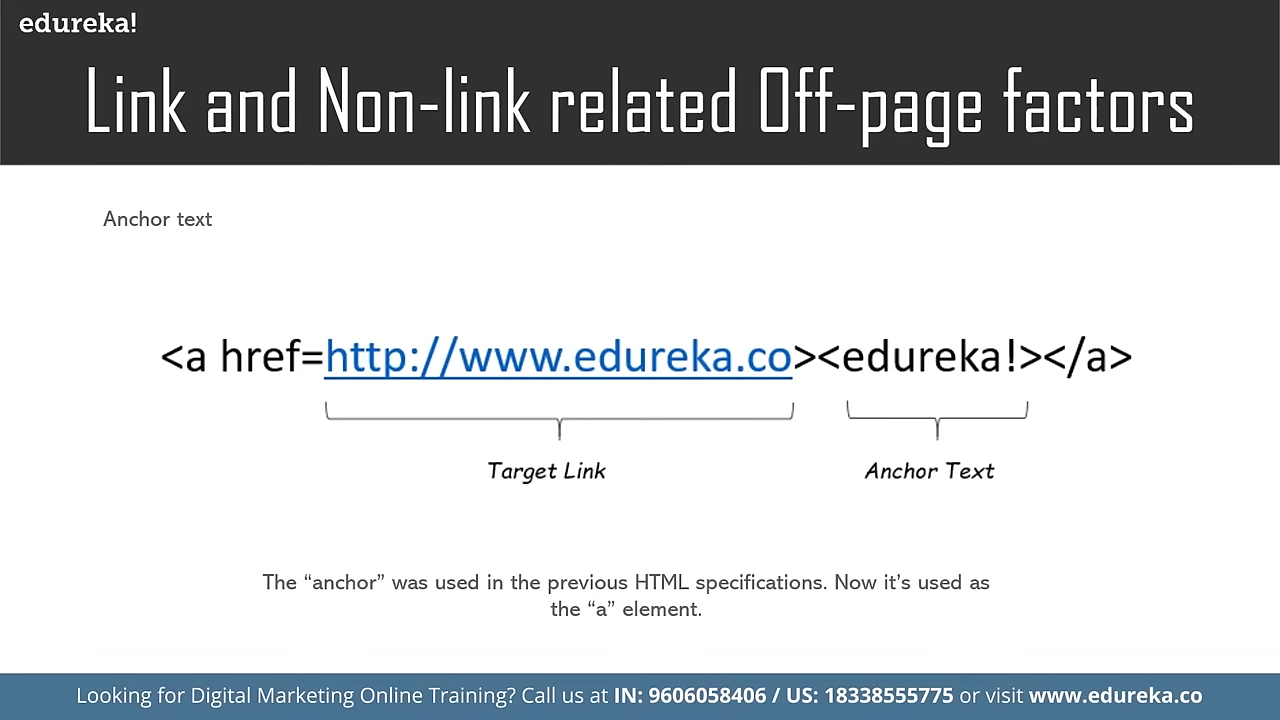 edureka!
Link and Non-link related Off-page factors
Anchor text
<a href=http://www.edureka.co><edureka!></a>
Target Link
Anchor Text
The “anchor” was used in the previous HTML specifications. Now it’s used as
the “a” element.
Looking for Digital Marketing Online Training? Call us at IN: 9606058406 / US: 18338555775 or visit www.edureka.co